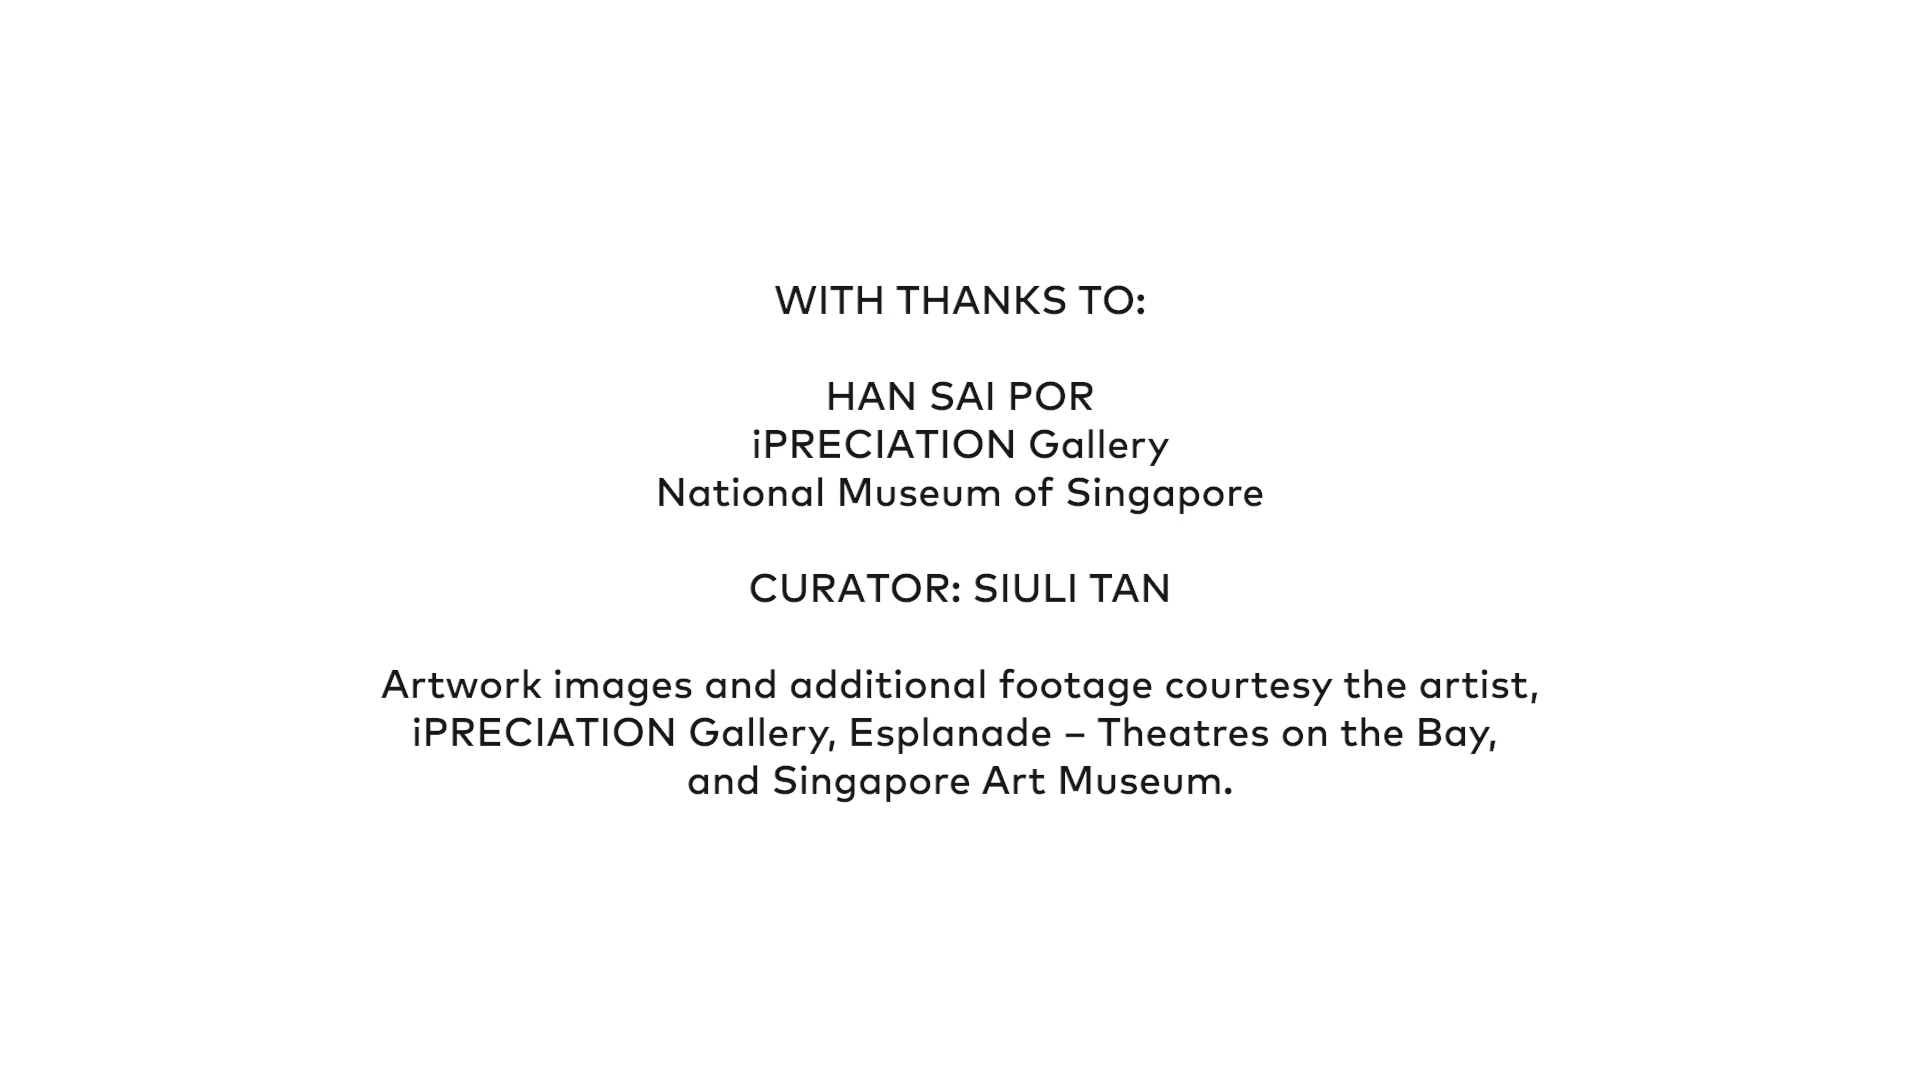 WITH THANKS TO:
HAN SAI POR
iPRECIATION Gallery
National Museum of Singapore
CURATOR: SIULI TAN
Artwork images and additional footage courtesy the artist,
iPRECIATION Gallery, Esplanade – Theatres on the Bay,
and Singapore Art Museum.